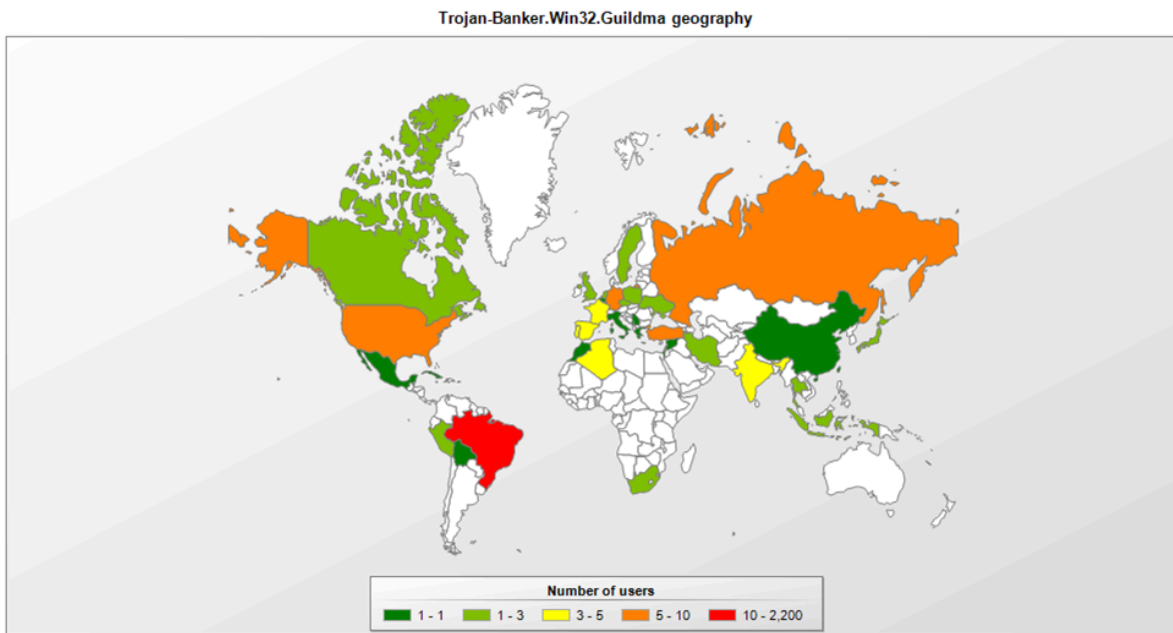 Trojan-Banker.Win32.Guildma geography
Number of users
1 - 1 1 - 3 3 - 5 5 - 10 10 - 2,200